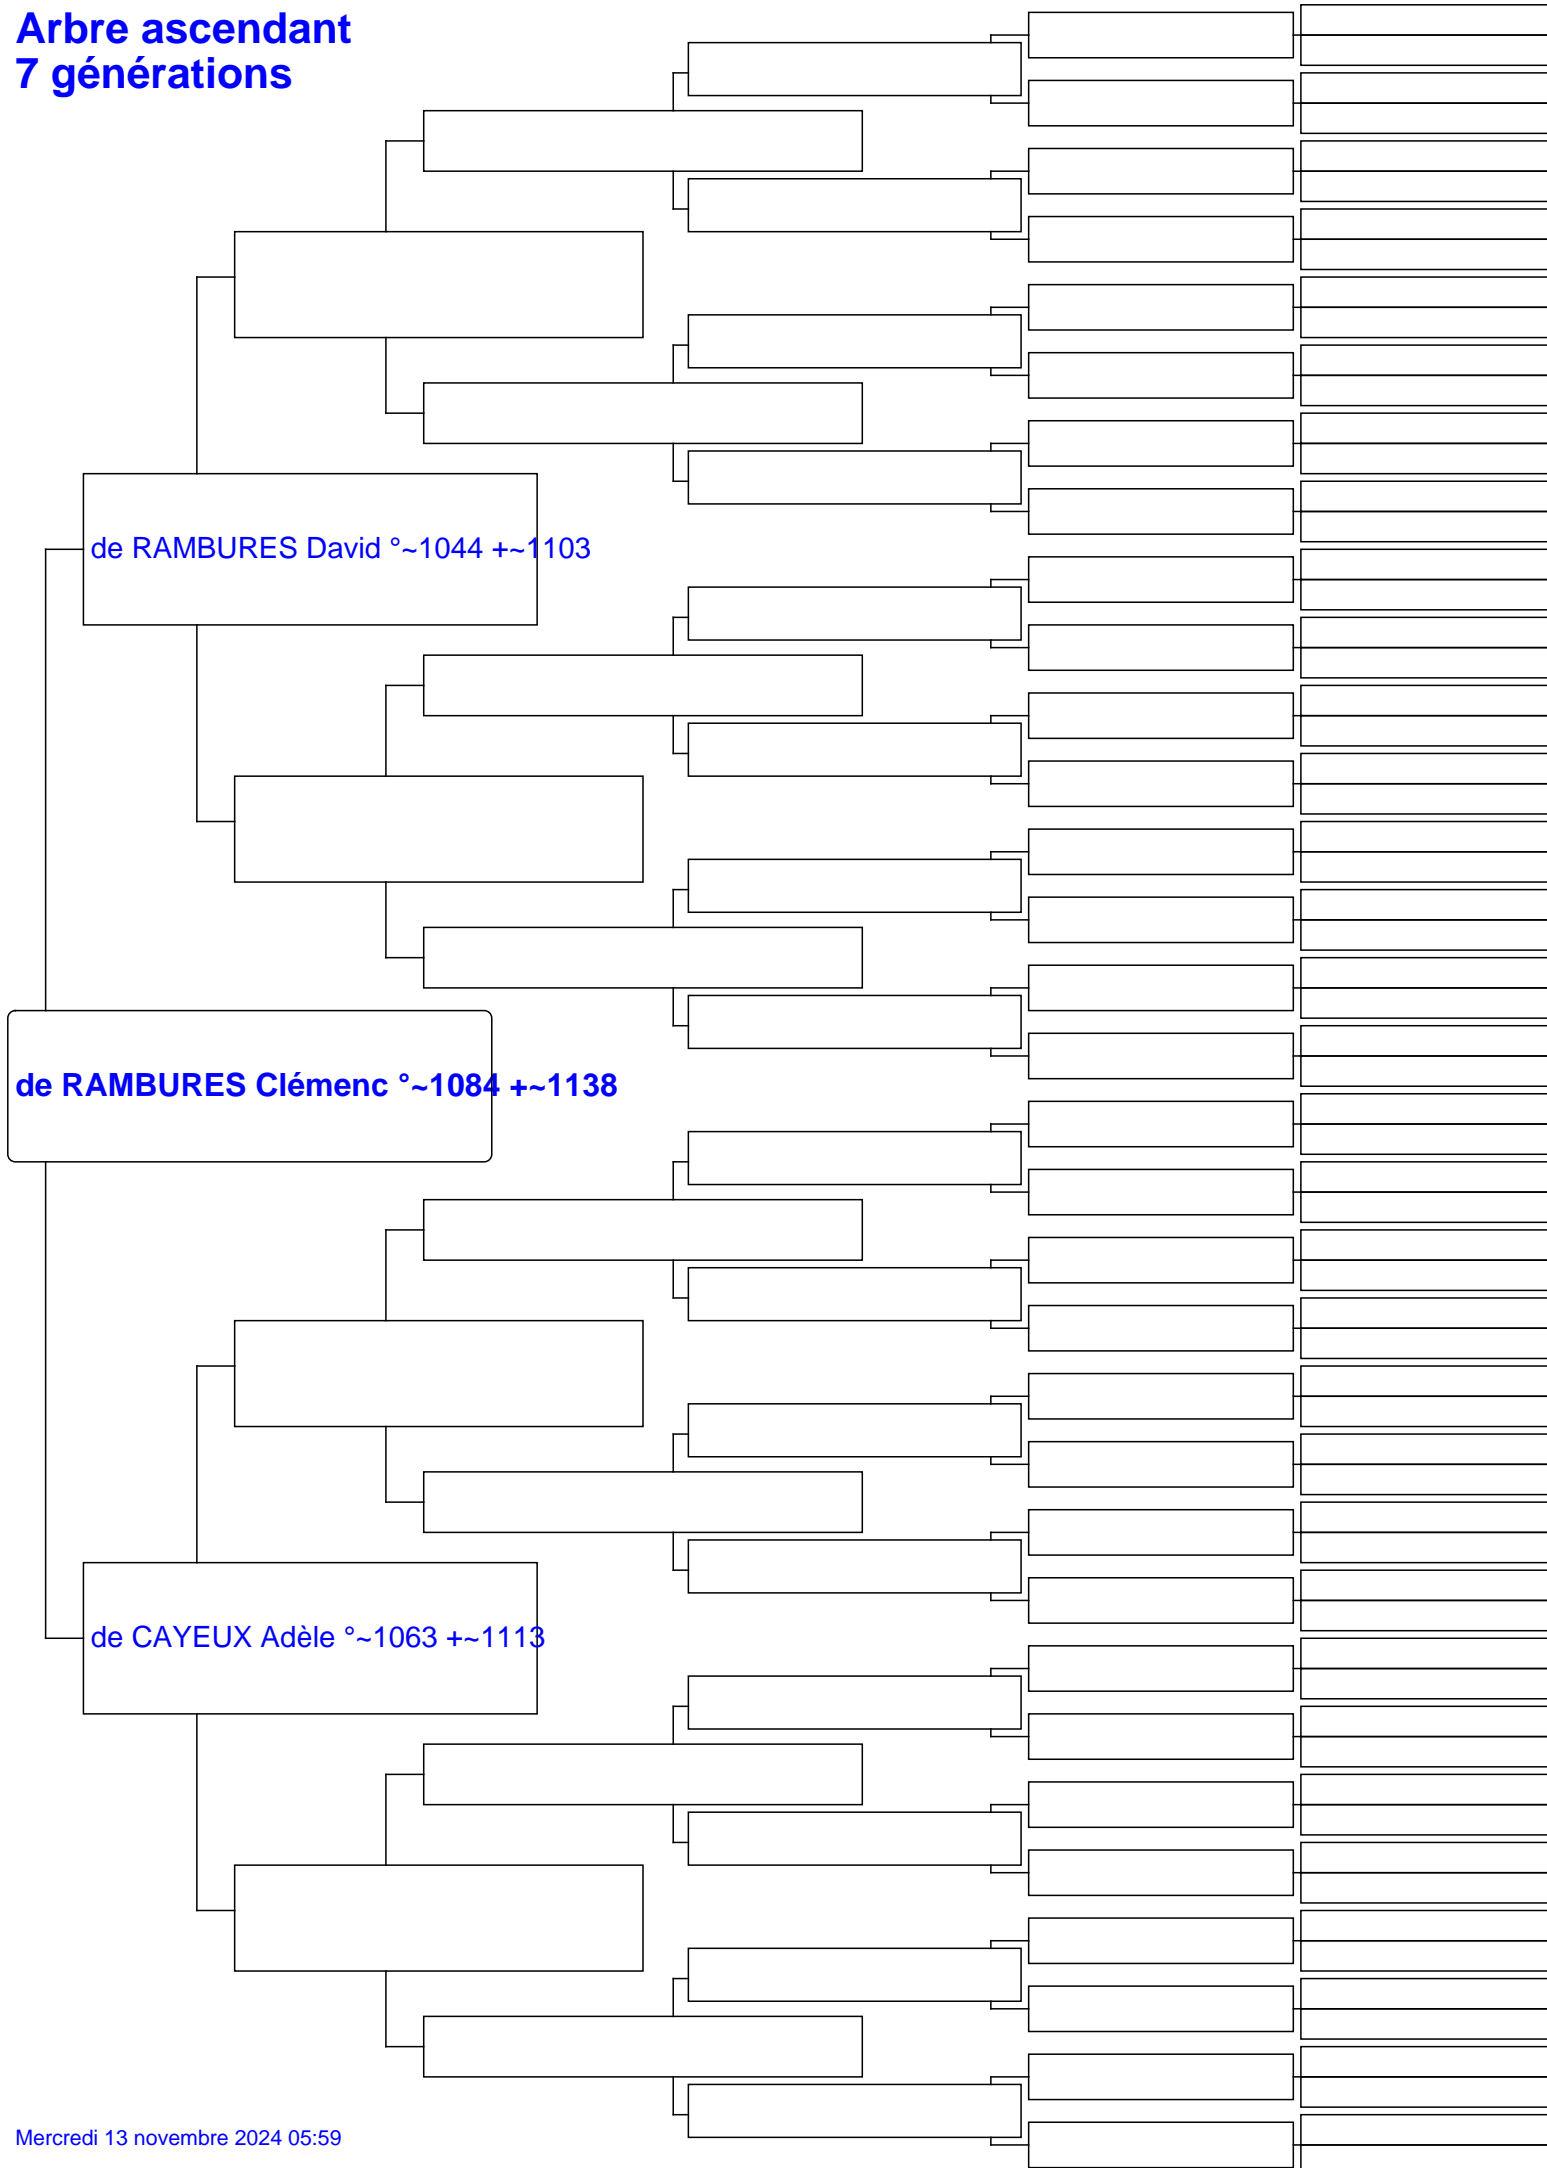 Arbre ascendant
7 générations
de RAMBURES David °~1044 +~1103
de RAMBURES Clémenc °~1084 +~1138
de CAYEUX Adèle °~1063 +~1113
Mercredi 13 novembre 2024 05:59